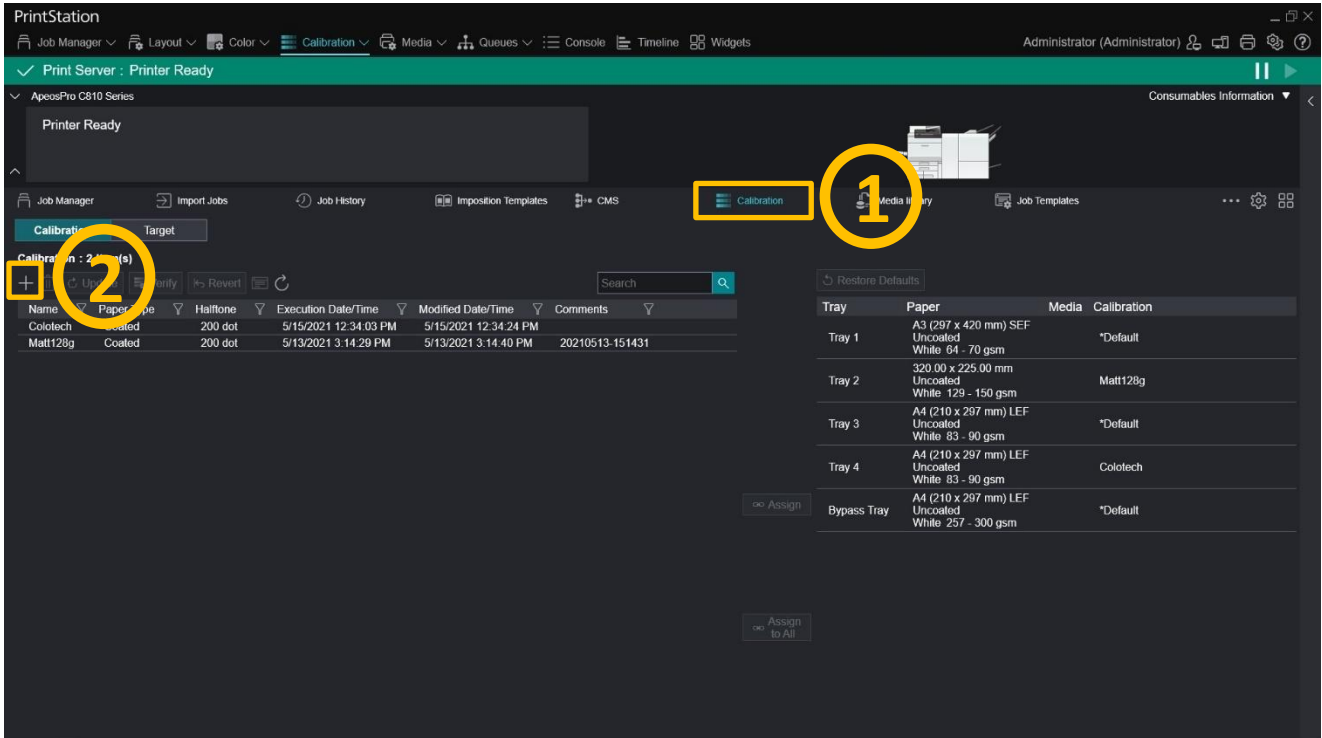 PrintStation
Job Manager Layout Color Calibration Media Queues Console Timeline Widgets Administrator (Administrator)
Print Server : Printer Ready
ApeosPro C810 Series Consumables Information
Printer Ready
1
Job Manager Import Jobs Job History Imposition Templates CMS Calibration Media library Job Templates
Calibration Target
Calibration : 2 item(s)
2
Update Verify Revert Search Restore Defaults
Name Paper Type Halftone Execution Date/Time Modified Date/Time Comments
Colotech Coated 200 dot 5/15/2021 12:34:03 PM 5/15/2021 12:34:24 PM
Matt128g Coated 200 dot 5/13/2021 3:14:29 PM 5/13/2021 3:14:40 PM 20210513-151431
Tray Paper Media Calibration
A3 (297 x 420 mm) SEF
Tray 1 Uncoated *Default
White 64 - 70 gsm
320.00 x 225.00 mm
Tray 2 Uncoated Matt128g
White 129 - 150 gsm
A4 (210 x 297 mm) LEF
Tray 3 Uncoated *Default
White 83 - 90 gsm
A4 (210 x 297 mm) LEF
Tray 4 Uncoated Colotech
White 83 - 90 gsm
A4 (210 x 297 mm) LEF
Bypass Tray Uncoated *Default
White 257 - 300 gsm
Assign
Assign
to All